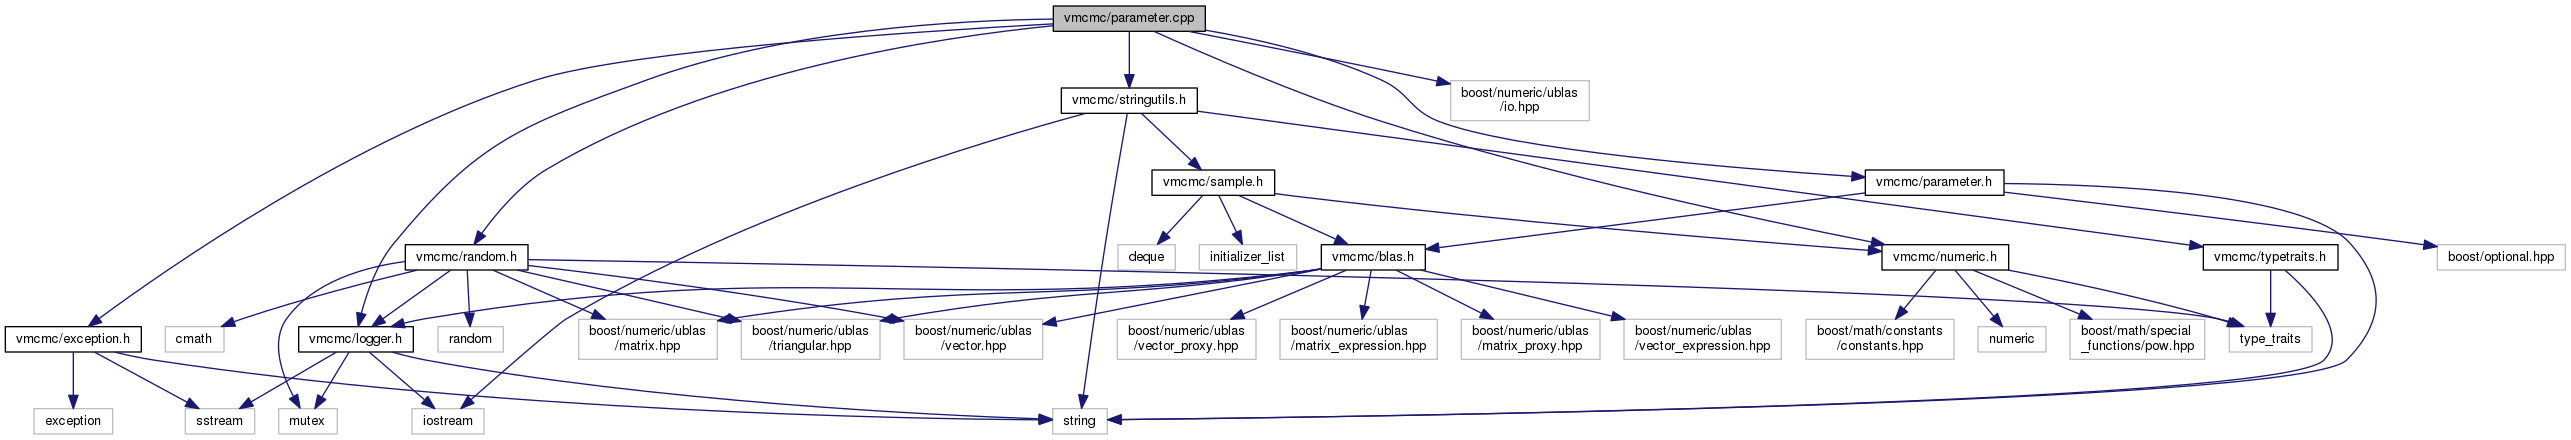 vmcmc/parameter.cpp
boost/numeric/ublas
/io.hpp
vmcmc/stringutils.h
vmcmc/sample.h
vmcmc/parameter.h
vmcmc/random.h
deque
initializer_list
vmcmc/blas.h
vmcmc/numeric.h
vmcmc/typetraits.h
boost/optional.hpp
vmcmc/exception.h
cmath
vmcmc/logger.h
random
boost/numeric/ublas
/matrix.hpp
boost/numeric/ublas
/triangular.hpp
boost/numeric/ublas
/vector.hpp
boost/numeric/ublas
/vector_proxy.hpp
boost/numeric/ublas
/matrix_expression.hpp
boost/numeric/ublas
/matrix_proxy.hpp
boost/numeric/ublas
/vector_expression.hpp
boost/math/constants
/constants.hpp
numeric
boost/math/special
_functions/pow.hpp
type_traits
exception
sstream
mutex
iostream
string